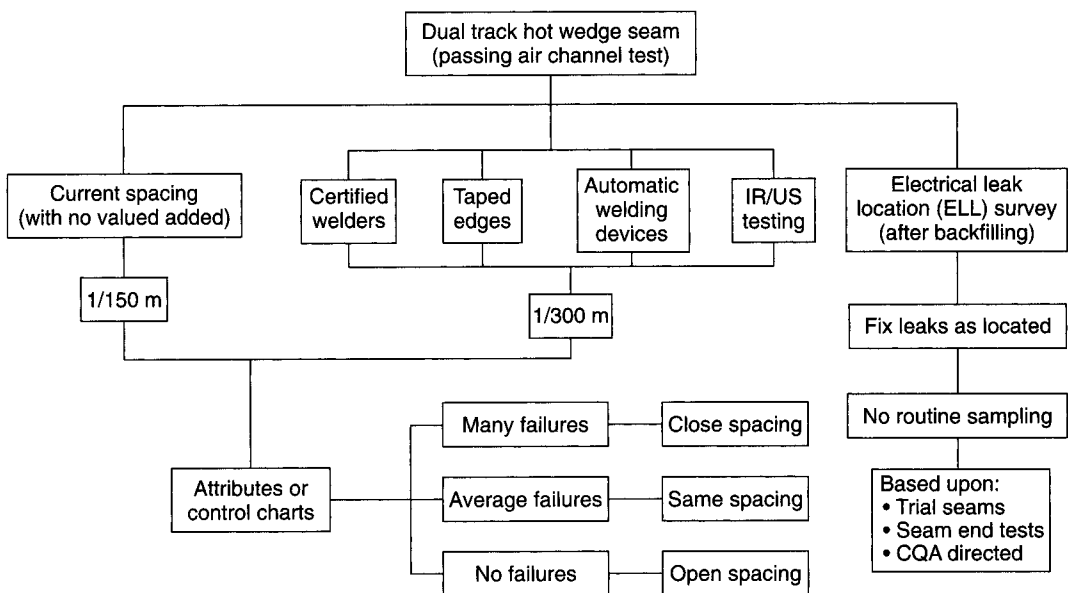 Dual track hot wedge seam
(passing air channel test)
Current spacing
(with no valued added)
Certified
welders
Taped
edges
Automatic
welding
devices
IR/US
testing
Electrical leak
location (ELL) survey
(after backfilling)
1/150 m
1/300 m
Fix leaks as located
No routine sampling
Many failures
Close spacing
Attributes or
control charts
Average failures
Same spacing
No failures
Open spacing
Based upon:
• Trial seams
• Seam end tests
• CQA directed